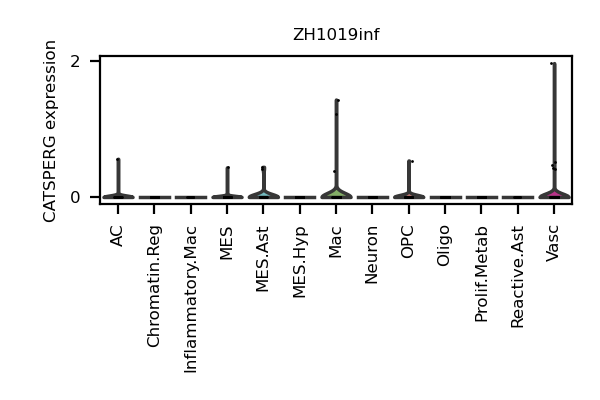 ZH1019inf
CATSPERG expression
2
0
AC
Chromatin.Reg
Inflammatory.Mac
MES
MES.Ast
MES.Hyp
Mac
Neuron
OPC
Oligo
Prolif.Metab
Reactive.Ast
Vasc